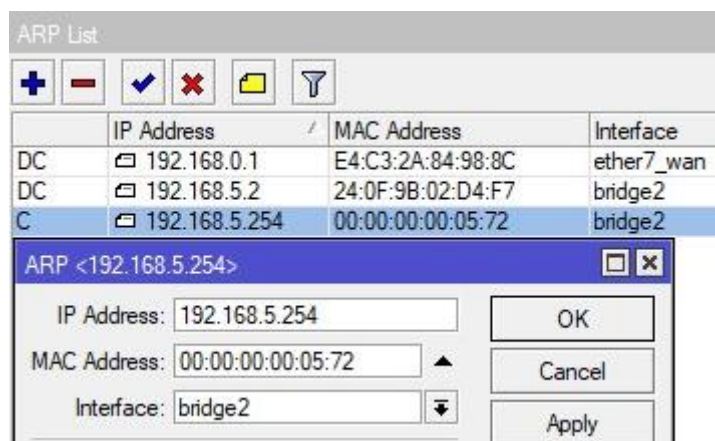 ARP List
IP Address MAC Address Interface
DC 192.168.0.1 E4:C3:2A:84:98:8C ether7_wan
DC 192.168.5.2 24:0F:9B:02:D4:F7 bridge2
C 192.168.5.254 00:00:00:00:05:72 bridge2
ARP <192.168.5.254>
IP Address: 192.168.5.254
OK
MAC Address: 00:00:00:00:05:72
Cancel
Interface: bridge2
Apply